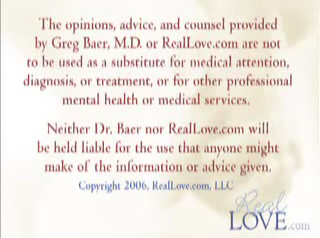 The opinions, advice, and counsel provided
by Greg Baer, M.D. or RealLove.com are not
to be used as a substitute for medical attention,
diagnosis, or treatment, or for other professional
mental health or medical services.
Neither Dr. Baer nor RealLove.com will
be held liable for the use that anyone might
make of the information or advice given.
Copyright 2006, RealLove.com, LLC
Real
LOVE.com